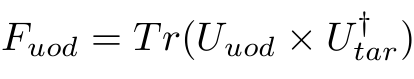 $F_{uod} = Tr(U_{uod} \times U_{tar}^{\dagger})$